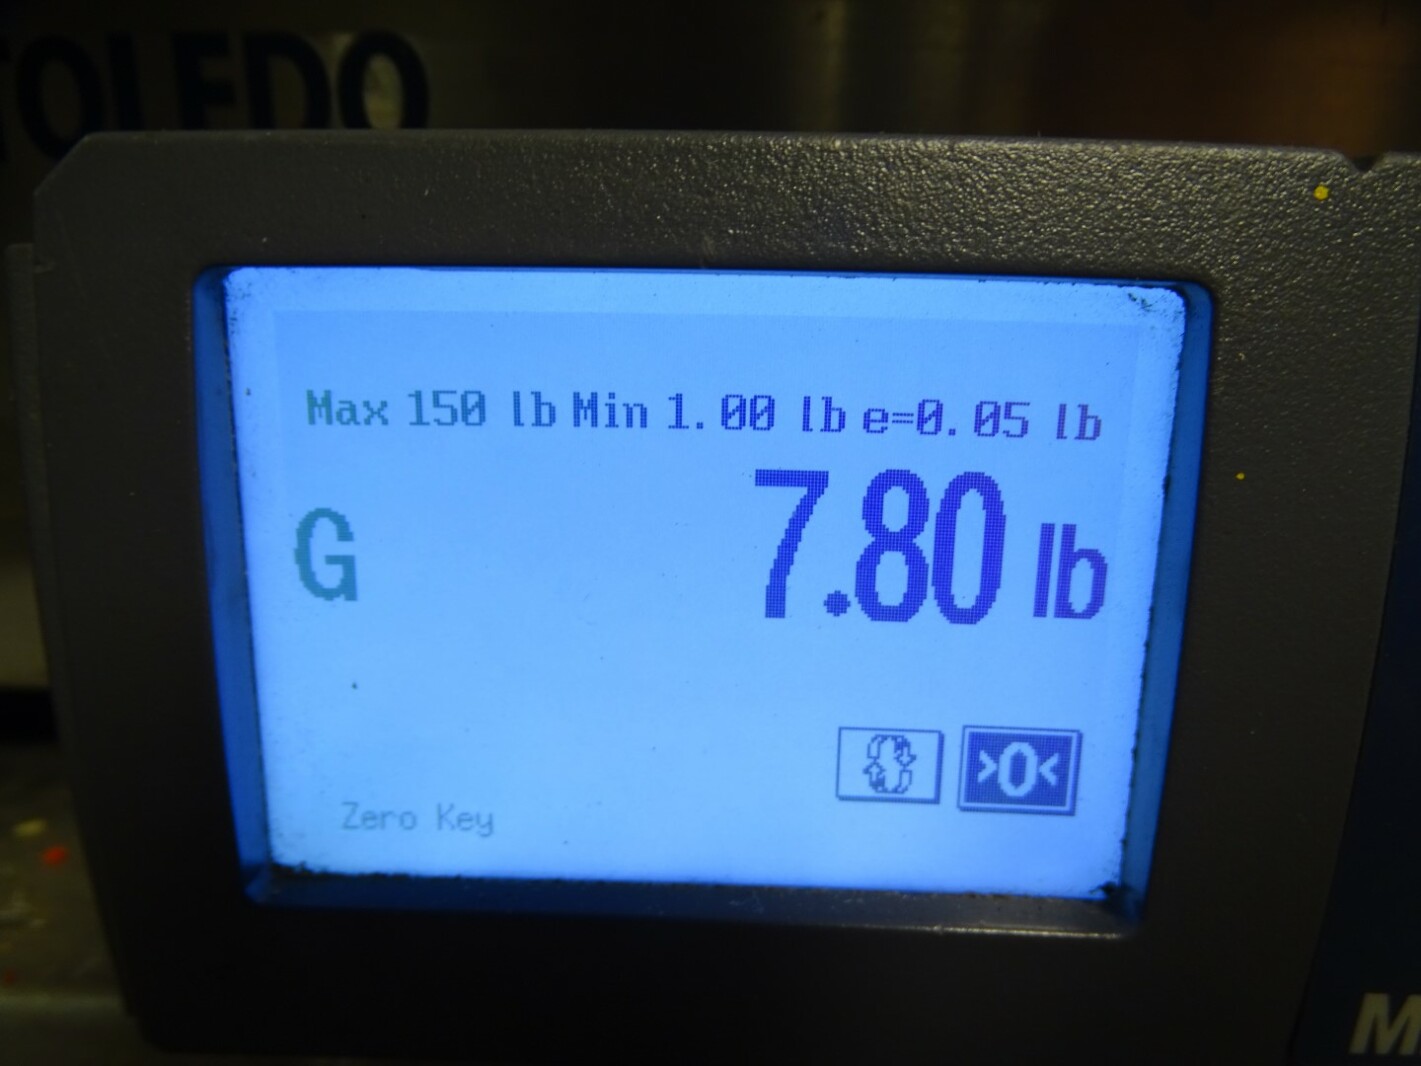 TOLEDO
Max 150 lb Min 1.00 lb e=0.05 lb
G 7.80 lb
>0<
Zero Key
M